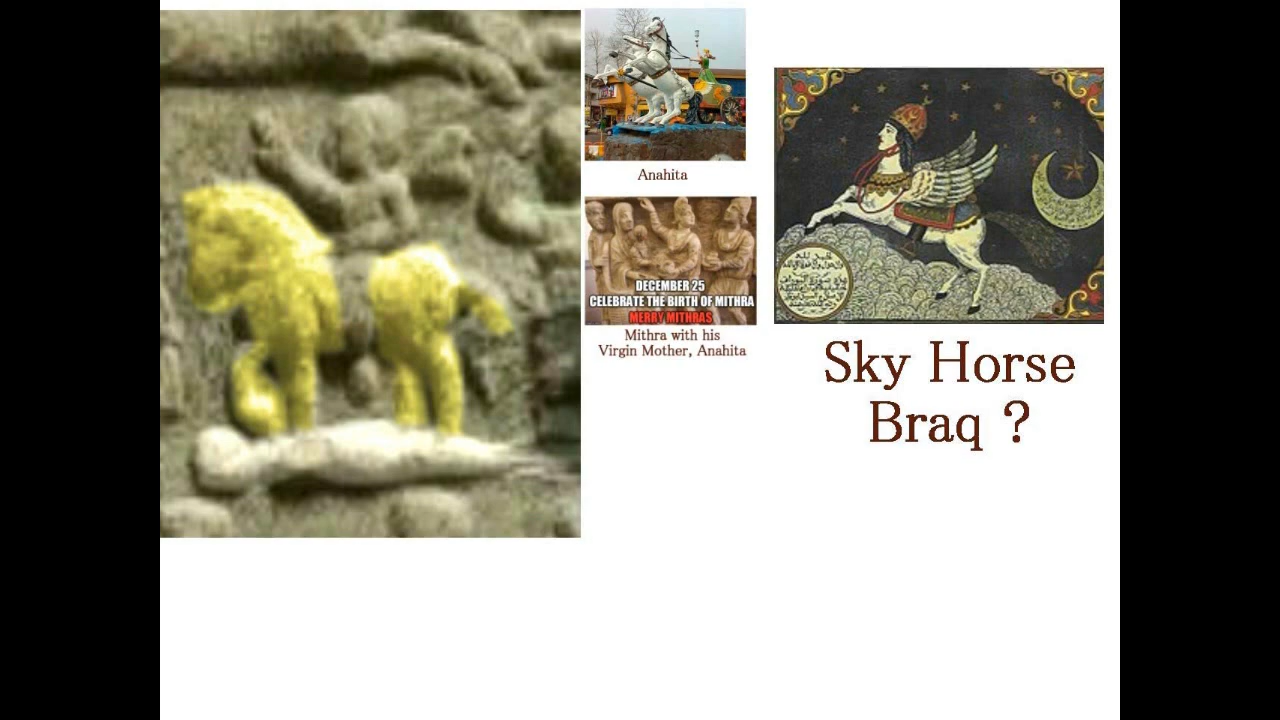 Anahita
DECEMBER 25
CELEBRATE THE BIRTH OF MITHRA
MERRY MITHRAS
Mithra with his
Virgin Mother, Anahita
Sky Horse
Braq ?